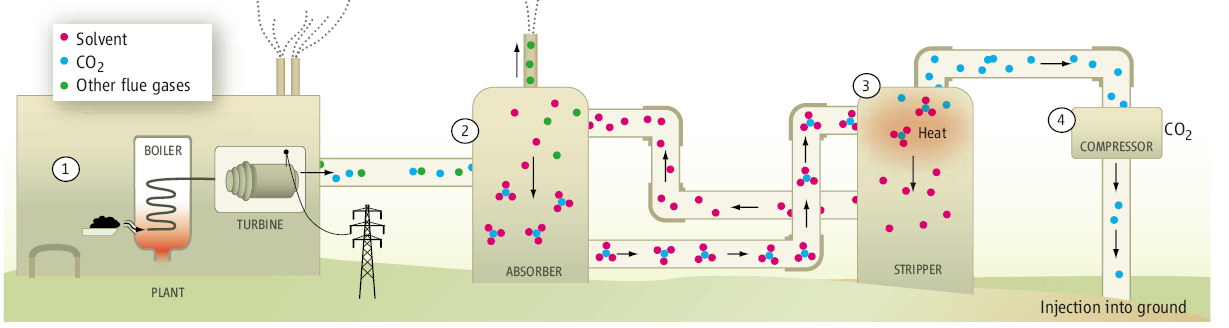 Solvent
CO₂
Other flue gases
1
BOILER
TURBINE
PLANT
2
ABSORBER
3
Heat
STRIPPER
4
COMPRESSOR
CO₂
Injection into ground